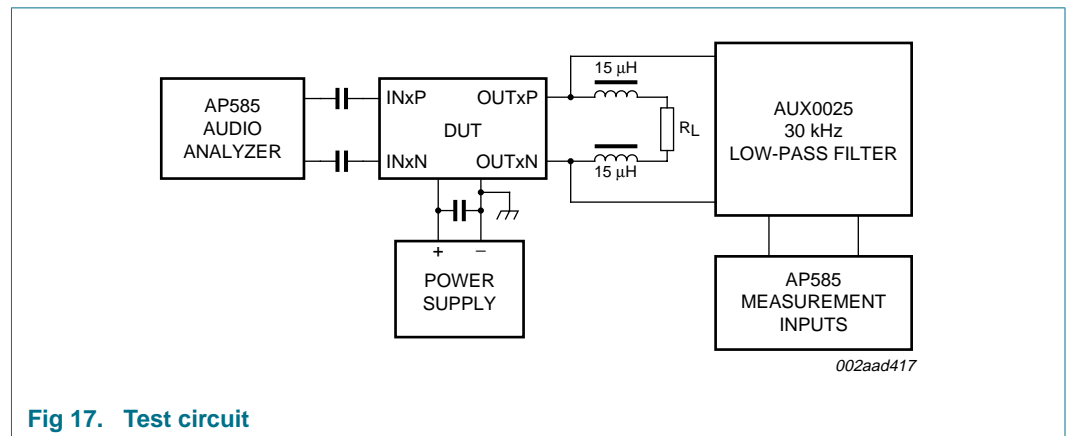 AP585
AUDIO
ANALYZER
INxP
OUTxP
DUT
INxN
OUTxN
15 μH
RL
15 μH
AUX0025
30 kHz
LOW-PASS FILTER
+
−
POWER
SUPPLY
AP585
MEASUREMENT
INPUTS
002aad417
Fig 17. Test circuit